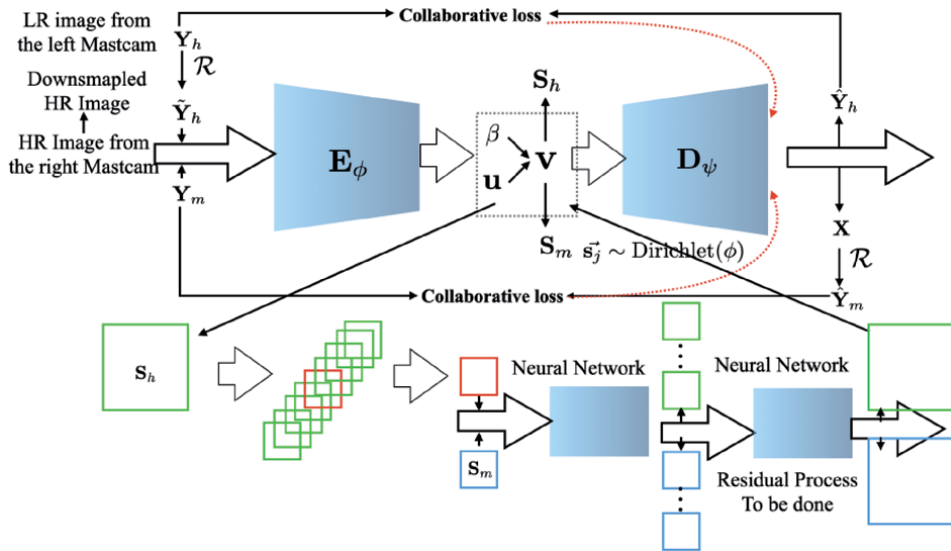 LR image from
the left Mastcam
Y_h
R
Collaborative loss
Downsmapled
HR Image
Ỹ_h
HR Image from
the right Mastcam
Y_m
E_ϕ
S_h
β
v
u
S_m s⃗_j ∼ Dirichlet(ϕ)
D_ψ
Ŷ_h
X
R
Ŷ_m
Collaborative loss
S_h
Neural Network
S_m
Neural Network
Residual Process
To be done